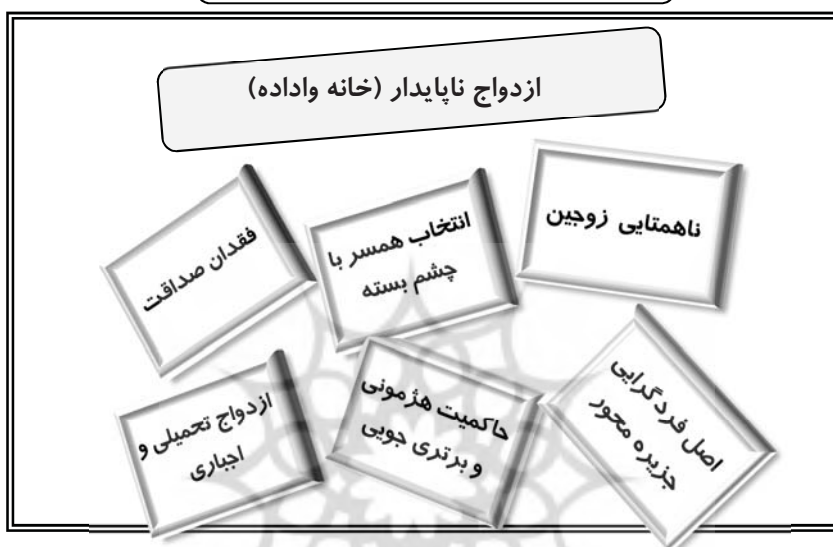 ازدواج ناپایدار (خانه واداده)
ناهمتایی زوجین
انتخاب همسر با
چشم بسته
فقدان صداقت
اصل فردگرایی
جزیره محور
حاکمیت هژمونی
و برتری جویی
ازدواج تحمیلی و
اجباری